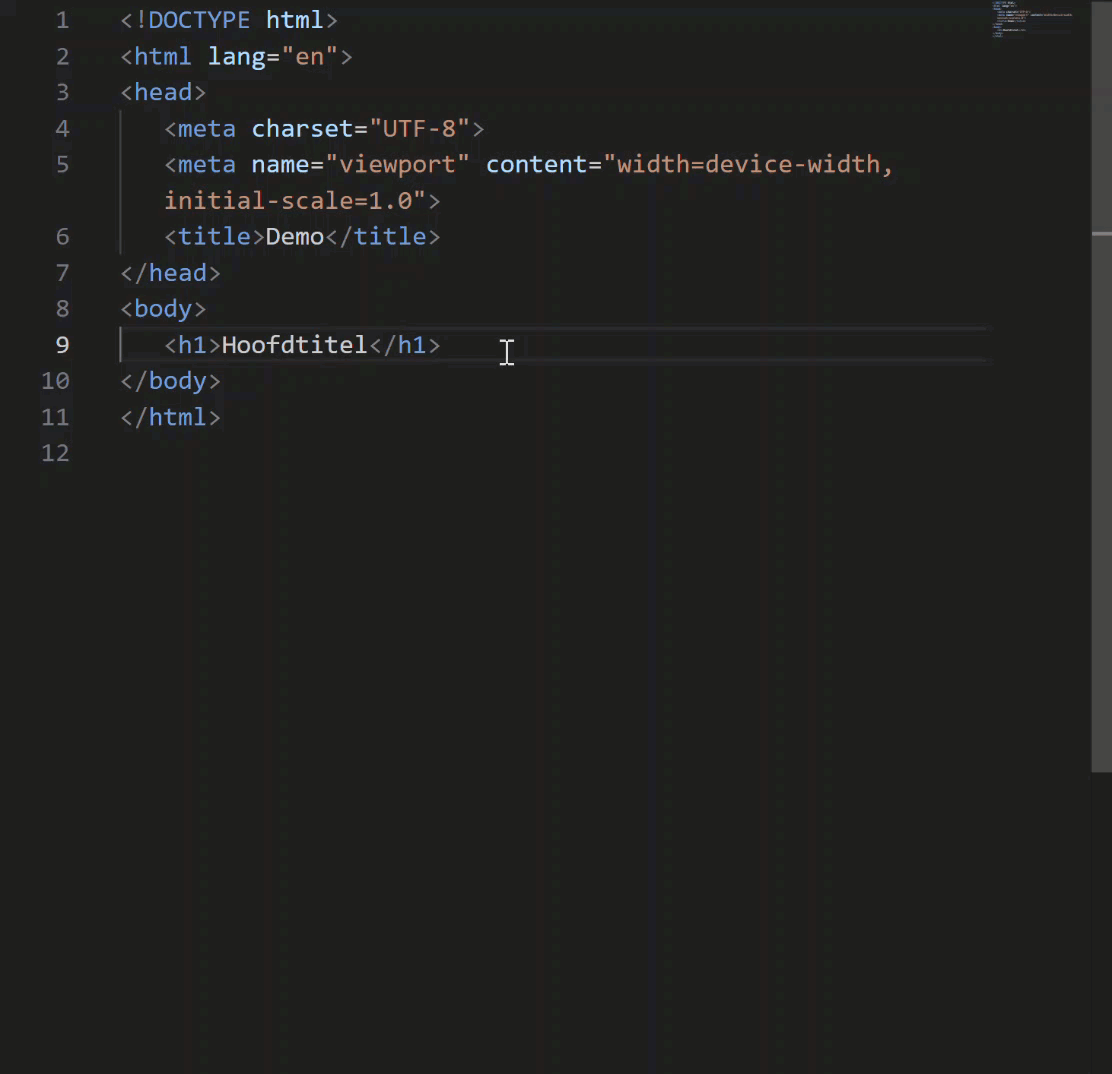 1 <!DOCTYPE html>
2 <html lang="en">
3 <head>
4 <meta charset="UTF-8">
5 <meta name="viewport" content="width=device-width,
initial-scale=1.0">
6 <title>Demo</title>
7 </head>
8 <body>
9 <h1>Hoofdtitel</h1>
10 </body>
11 </html>
12